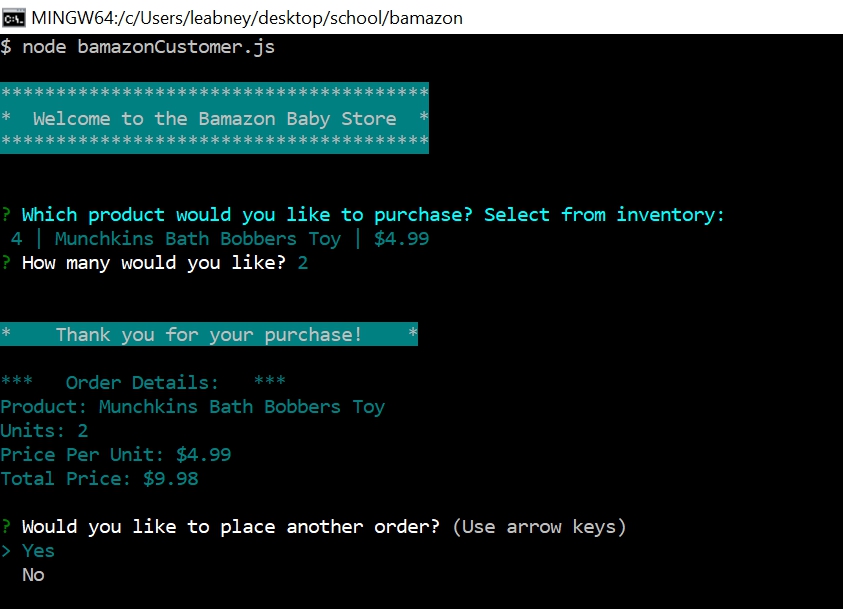 MINGW64:/c/Users/leabney/desktop/school/bamazon
$ node bamazonCustomer.js
***************************************
*  Welcome to the Bamazon Baby Store  *
***************************************
? Which product would you like to purchase? Select from inventory:
 4 | Munchkins Bath Bobbers Toy | $4.99
? How many would you like? 2
*    Thank you for your purchase!    *
***   Order Details:   ***
Product: Munchkins Bath Bobbers Toy
Units: 2
Price Per Unit: $4.99
Total Price: $9.98
? Would you like to place another order? (Use arrow keys)
> Yes
  No